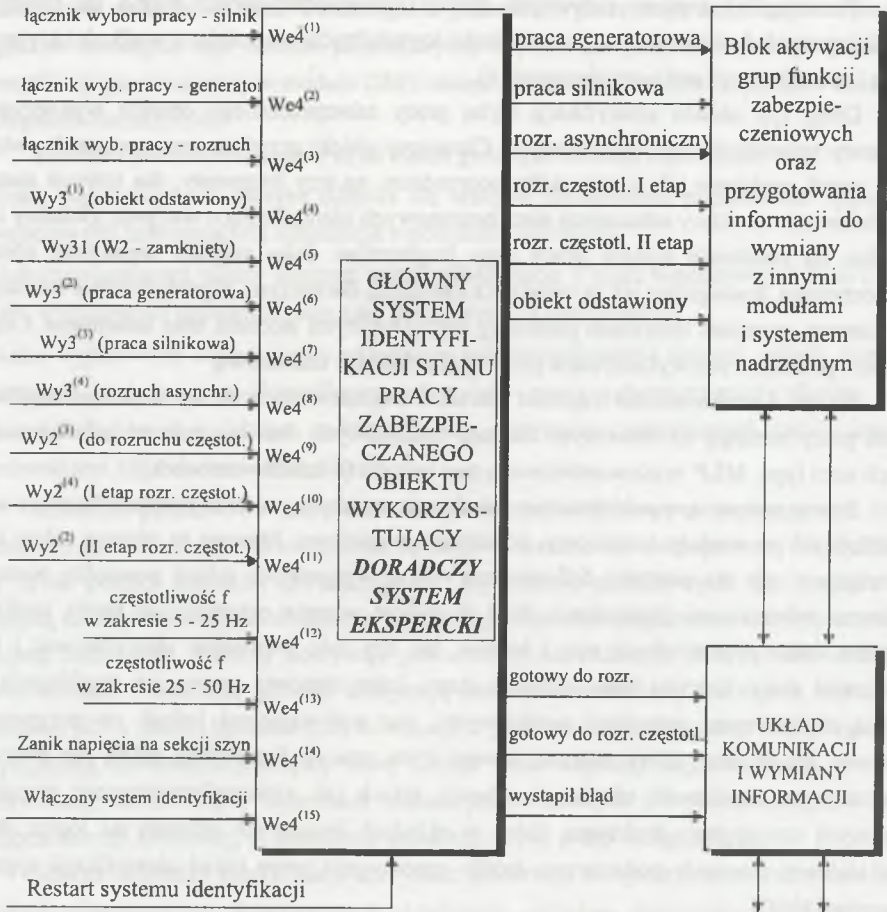 łącznik wyboru pracy - silnik
We4(1)
łącznik wyb. pracy - generator
We4(2)
łącznik wyb. pracy - rozruch
We4(3)
Wy3(1) (obiekt odstawiony)
We4(4)
Wy31 (W2 - zamknięty)
We4(5)
Wy3(2) (praca generatorowa)
We4(6)
Wy3(3) (praca silnikowa)
We4(7)
Wy3(4) (rozruch asynchr.)
We4(8)
Wy2(3) (do rozruchu częstot.)
We4(9)
Wy2(4) (I etap rozr. częstot.)
We4(10)
Wy2(2) (II etap rozr. częstot.)
We4(11)
częstotliwość f
w zakresie 5 - 25 Hz
We4(12)
częstotliwość f
w zakresie 25 - 50 Hz
We4(13)
Zanik napięcia na sekcji szyn
We4(14)
Włączony system identyfikacji
We4(15)
Restart systemu identyfikacji
GŁÓWNY
SYSTEM
IDENTYFI-
KACJI STANU
PRACY
ZABEZPIE-
CZANEGO
OBIEKTU
WYKORZYS-
TUJĄCY
DORADCZY
SYSTEM
EKSPERCKI
praca generatorowa
praca silnikowa
rozr. asynchroniczny
rozr. częstotl. I etap
rozr. częstotl. II etap
obiekt odstawiony
Blok aktywacji
grup funkcji
zabezpie-
czeniowych
oraz
przygotowania
informacji do
wymiany
z innymi
modułami
i systemem
nadrzędnym
gotowy do rozr.
gotowy do rozr. częstotl.
wystąpił błąd
UKŁAD
KOMUNIKACJI
I WYMIANY
INFORMACJI